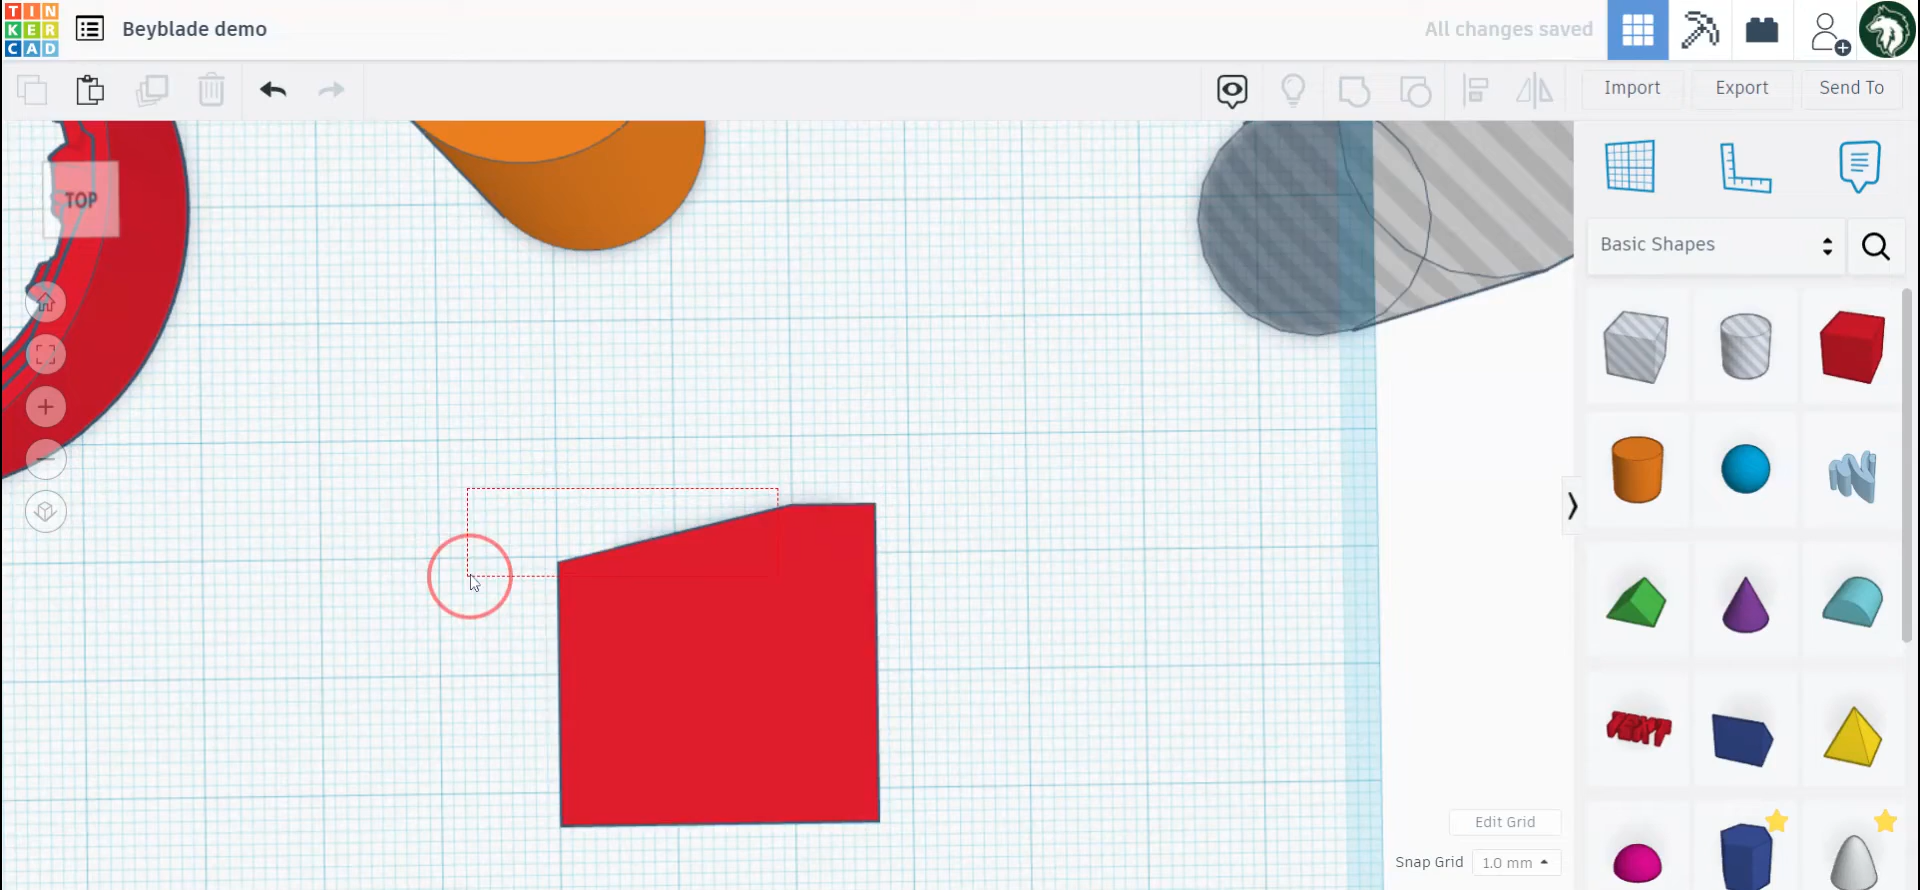 TIN
KER
CAD
Beyblade demo
All changes saved
Import
Export
Send To
TOP
Basic Shapes
TEXT
Edit Grid
Snap Grid
1.0 mm